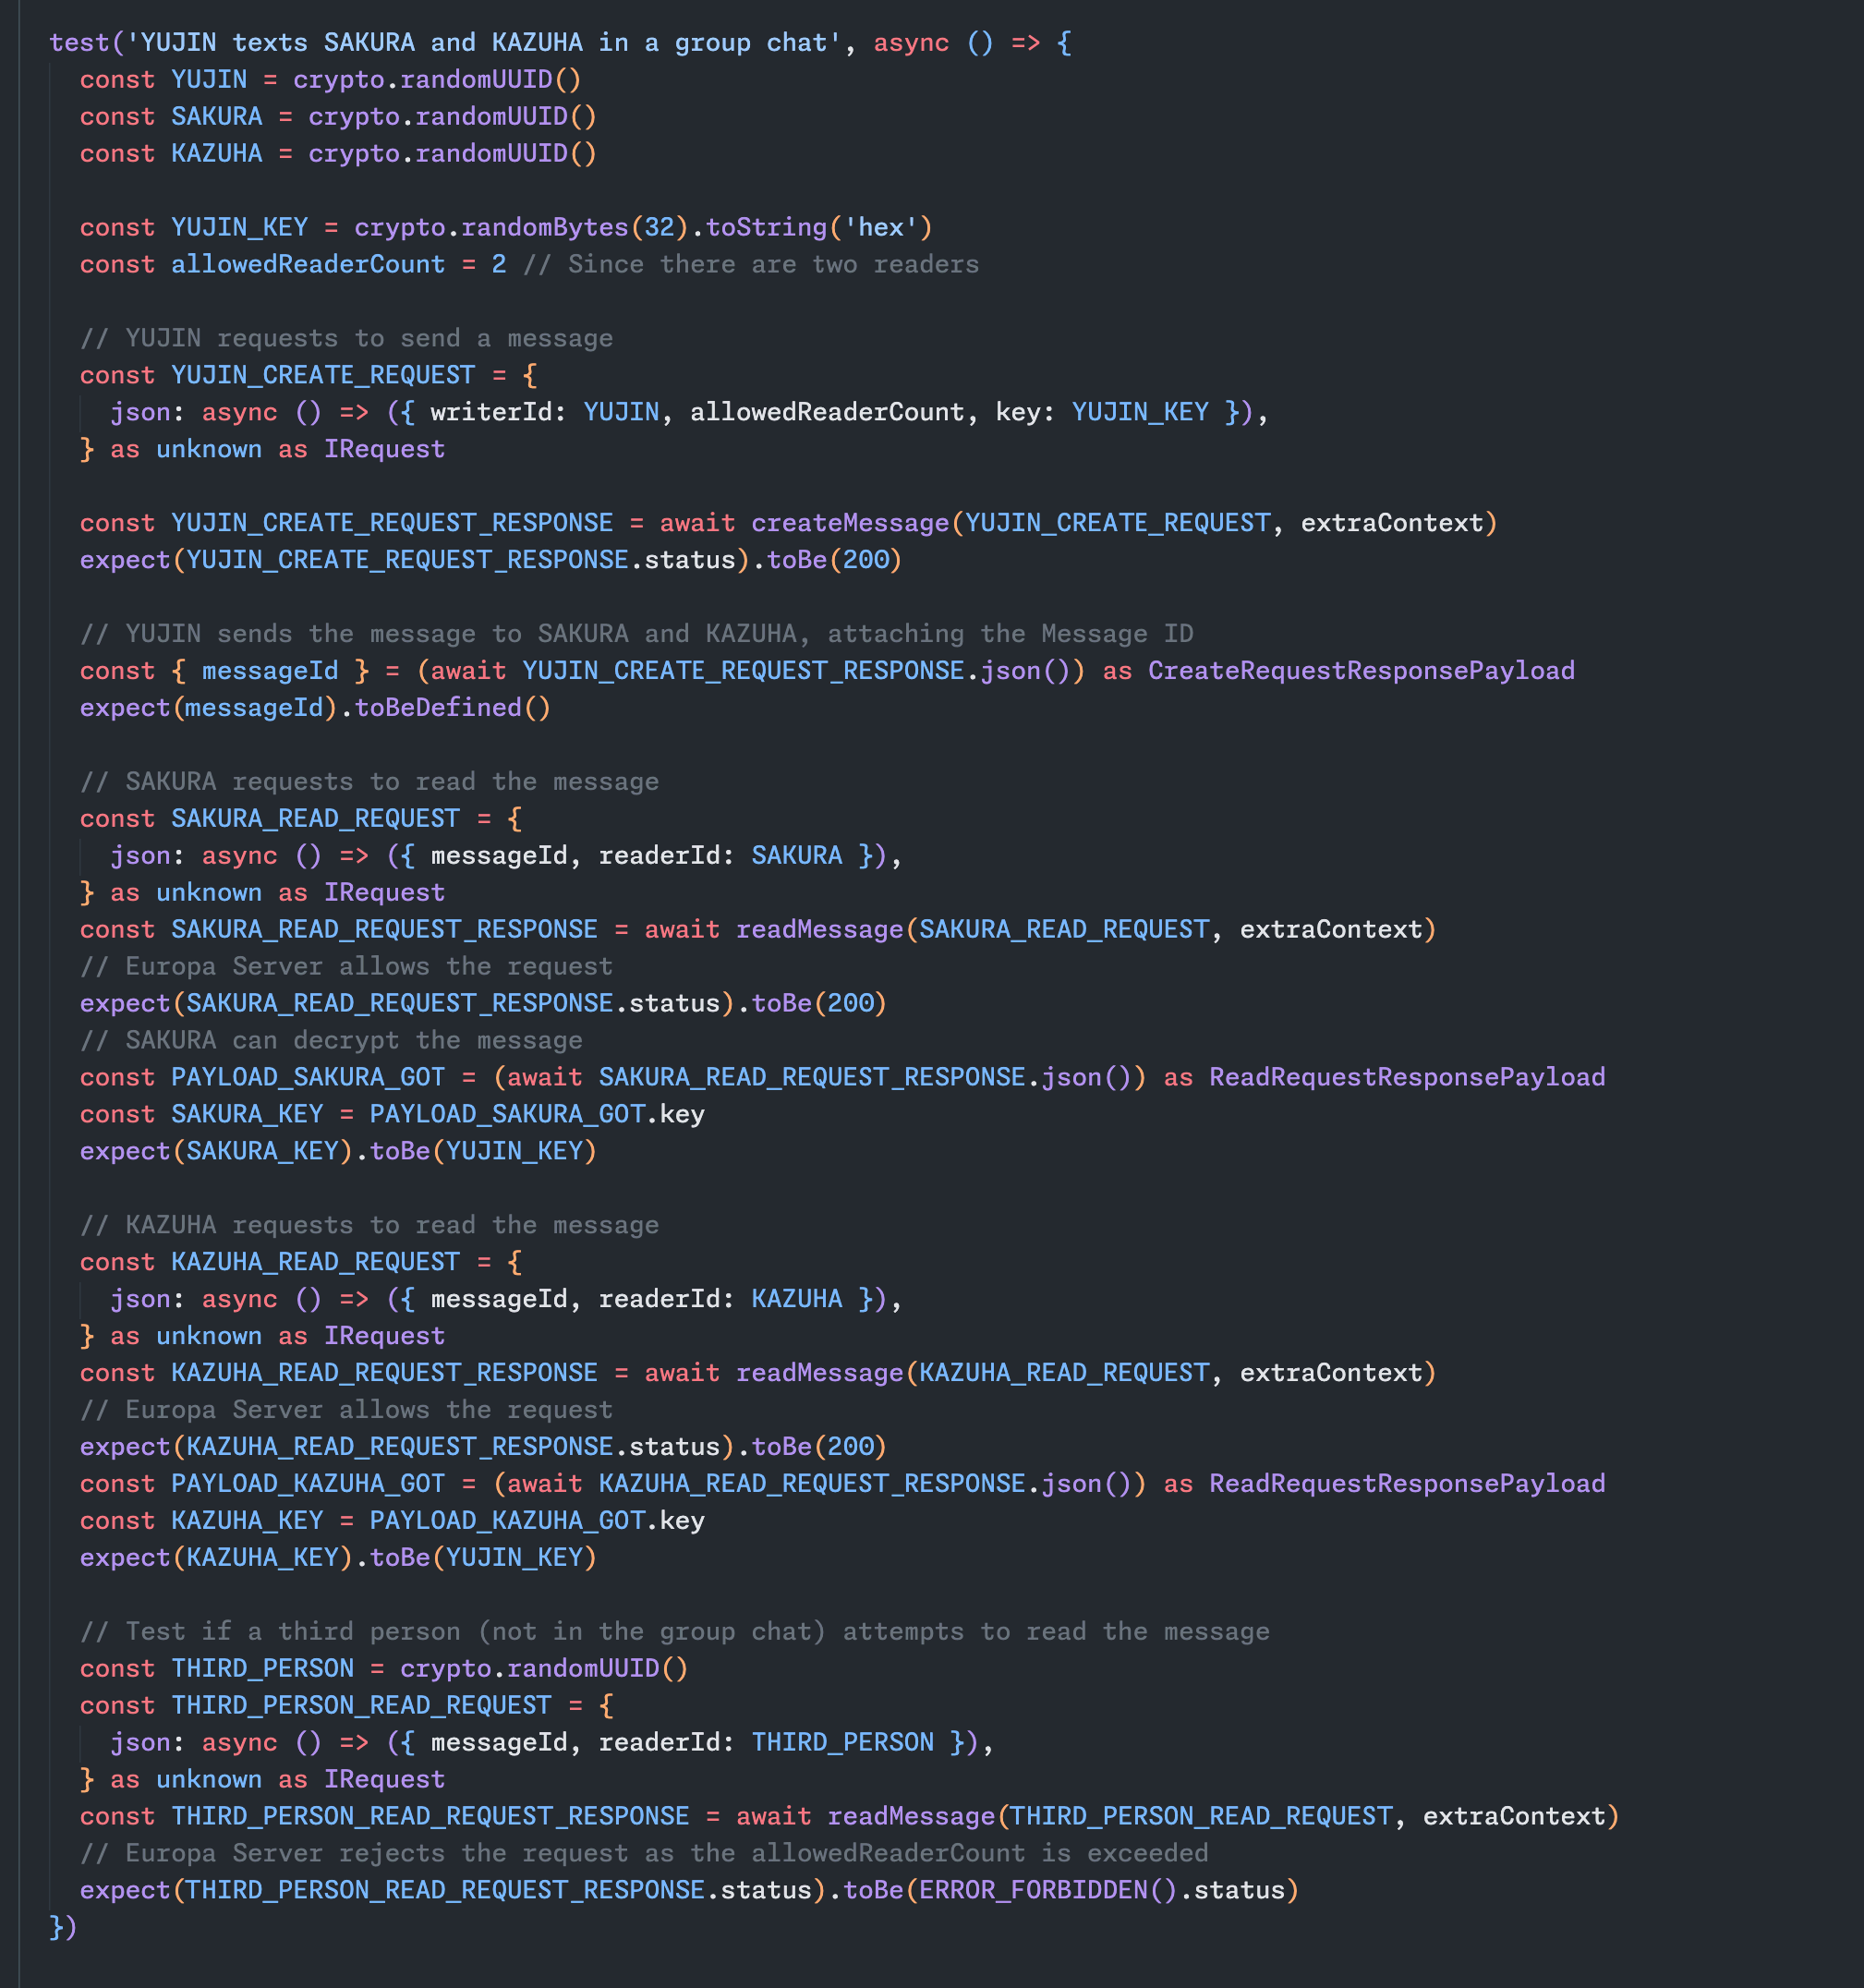 test('YUJIN texts SAKURA and KAZUHA in a group chat', async () => {
  const YUJIN = crypto.randomUUID()
  const SAKURA = crypto.randomUUID()
  const KAZUHA = crypto.randomUUID()

  const YUJIN_KEY = crypto.randomBytes(32).toString('hex')
  const allowedReaderCount = 2 // Since there are two readers

  // YUJIN requests to send a message
  const YUJIN_CREATE_REQUEST = {
    json: async () => ({ writerId: YUJIN, allowedReaderCount, key: YUJIN_KEY }),
  } as unknown as IRequest

  const YUJIN_CREATE_REQUEST_RESPONSE = await createMessage(YUJIN_CREATE_REQUEST, extraContext)
  expect(YUJIN_CREATE_REQUEST_RESPONSE.status).toBe(200)

  // YUJIN sends the message to SAKURA and KAZUHA, attaching the Message ID
  const { messageId } = (await YUJIN_CREATE_REQUEST_RESPONSE.json()) as CreateRequestResponsePayload
  expect(messageId).toBeDefined()

  // SAKURA requests to read the message
  const SAKURA_READ_REQUEST = {
    json: async () => ({ messageId, readerId: SAKURA }),
  } as unknown as IRequest
  const SAKURA_READ_REQUEST_RESPONSE = await readMessage(SAKURA_READ_REQUEST, extraContext)
  // Europa Server allows the request
  expect(SAKURA_READ_REQUEST_RESPONSE.status).toBe(200)
  // SAKURA can decrypt the message
  const PAYLOAD_SAKURA_GOT = (await SAKURA_READ_REQUEST_RESPONSE.json()) as ReadRequestResponsePayload
  const SAKURA_KEY = PAYLOAD_SAKURA_GOT.key
  expect(SAKURA_KEY).toBe(YUJIN_KEY)

  // KAZUHA requests to read the message
  const KAZUHA_READ_REQUEST = {
    json: async () => ({ messageId, readerId: KAZUHA }),
  } as unknown as IRequest
  const KAZUHA_READ_REQUEST_RESPONSE = await readMessage(KAZUHA_READ_REQUEST, extraContext)
  // Europa Server allows the request
  expect(KAZUHA_READ_REQUEST_RESPONSE.status).toBe(200)
  const PAYLOAD_KAZUHA_GOT = (await KAZUHA_READ_REQUEST_RESPONSE.json()) as ReadRequestResponsePayload
  const KAZUHA_KEY = PAYLOAD_KAZUHA_GOT.key
  expect(KAZUHA_KEY).toBe(YUJIN_KEY)

  // Test if a third person (not in the group chat) attempts to read the message
  const THIRD_PERSON = crypto.randomUUID()
  const THIRD_PERSON_READ_REQUEST = {
    json: async () => ({ messageId, readerId: THIRD_PERSON }),
  } as unknown as IRequest
  const THIRD_PERSON_READ_REQUEST_RESPONSE = await readMessage(THIRD_PERSON_READ_REQUEST, extraContext)
  // Europa Server rejects the request as the allowedReaderCount is exceeded
  expect(THIRD_PERSON_READ_REQUEST_RESPONSE.status).toBe(ERROR_FORBIDDEN().status)
})